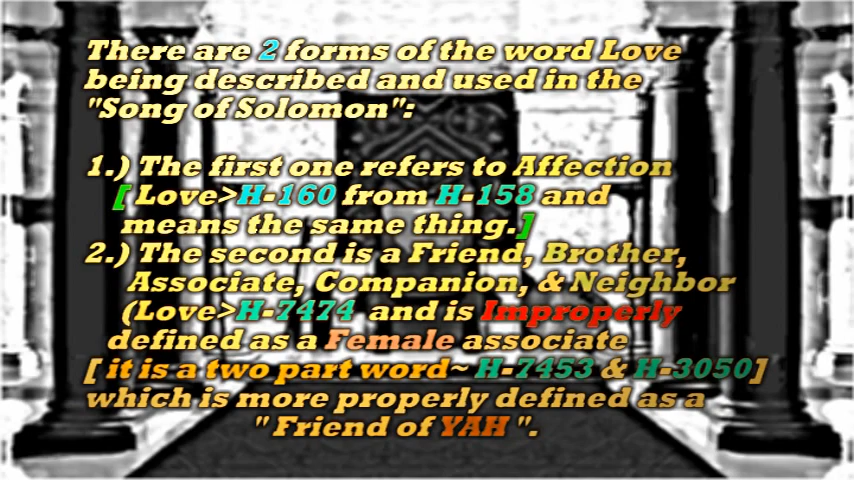 There are 2 forms of the word Love
being described and used in the
"Song of Solomon":
1.) The first one refers to Affection
[ Love>H-160 from H-158 and
means the same thing.]
2.) The second is a Friend, Brother,
Associate, Companion, & Neighbor
(Love>H-7474 and is Improperly
defined as a Female associate
[ it is a two part word~ H-7453 & H-3050]
which is more properly defined as a
" Friend of YAH ".